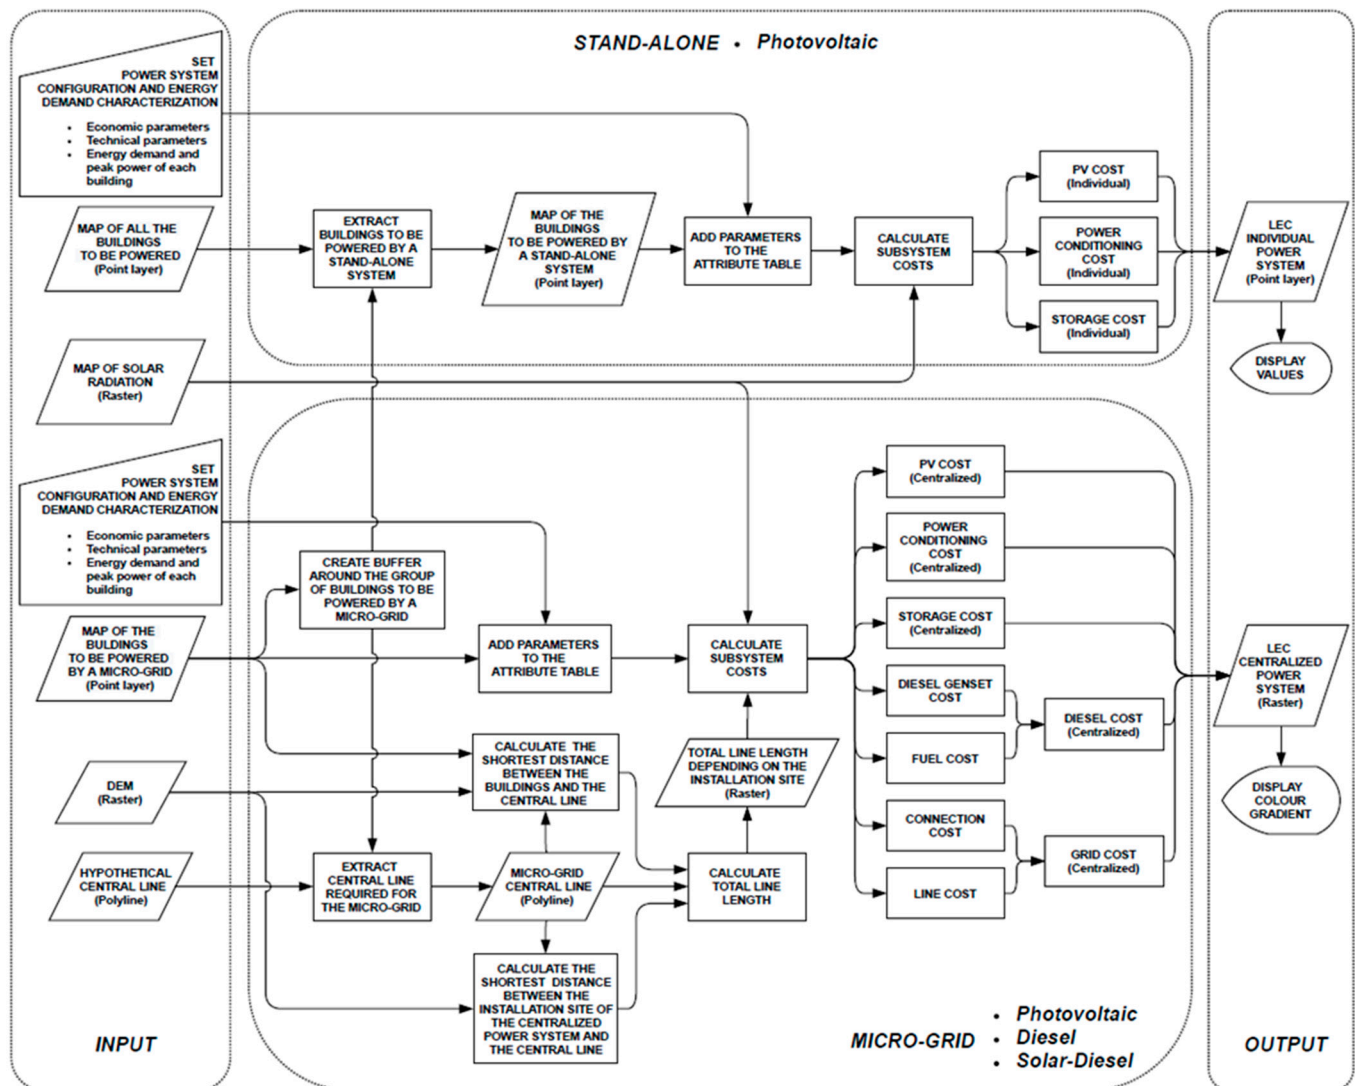 STAND-ALONE • Photovoltaic
SET
POWER SYSTEM
CONFIGURATION AND ENERGY
DEMAND CHARACTERIZATION
• Economic parameters
• Technical parameters
• Energy demand and
peak power of each
building
MAP OF ALL THE
BUILDINGS
TO BE POWERED
(Point layer)
EXTRACT
BUILDINGS TO BE
POWERED BY A
STAND-ALONE
SYSTEM
MAP OF THE
BUILDINGS
TO BE POWERED BY
A STAND-ALONE
SYSTEM
(Point layer)
ADD PARAMETERS
TO THE
ATTRIBUTE TABLE
CALCULATE
SUBSYSTEM
COSTS
PV COST
(Individual)
POWER
CONDITIONING
COST
(Individual)
STORAGE COST
(Individual)
LEC
INDIVIDUAL
POWER
SYSTEM
(Point layer)
DISPLAY
VALUES
MAP OF SOLAR
RADIATION
(Raster)
SET
POWER SYSTEM
CONFIGURATION AND ENERGY
DEMAND CHARACTERIZATION
• Economic parameters
• Technical parameters
• Energy demand and
peak power of each
building
MAP OF THE
BULDINGS
TO BE POWERED
BY A MICRO-GRID
(Point layer)
CREATE BUFFER
AROUND THE GROUP
OF BUILDINGS TO BE
POWERED BY A
MICRO-GRID
ADD PARAMETERS
TO THE
ATTRIBUTE TABLE
CALCULATE
SUBSYSTEM
COSTS
PV COST
(Centralized)
POWER
CONDITIONING
COST
(Centralized)
STORAGE COST
(Centralized)
DIESEL GENSET
COST
FUEL COST
DIESEL COST
(Centralized)
CONNECTION
COST
LINE COST
GRID COST
(Centralized)
LEC
CENTRALIZED
POWER
SYSTEM
(Raster)
DISPLAY
COLOUR
GRADIENT
DEM
(Raster)
CALCULATE THE
SHORTEST DISTANCE
BETWEEN THE
BUILDINGS AND THE
CENTRAL LINE
TOTAL LINE LENGTH
DEPENDING ON THE
INSTALLATION SITE
(Raster)
HYPOTHETICAL
CENTRAL LINE
(Polyline)
EXTRACT
CENTRAL LINE
REQUIRED FOR
THE MICRO-GRID
MICRO-GRID
CENTRAL LINE
(Polyline)
CALCULATE
TOTAL LINE
LENGTH
CALCULATE THE
SHORTEST DISTANCE
BETWEEN THE
INSTALLATION SITE OF
THE CENTRALIZED
POWER SYSTEM AND
THE CENTRAL LINE
INPUT
MICRO-GRID
• Photovoltaic
• Diesel
• Solar-Diesel
OUTPUT